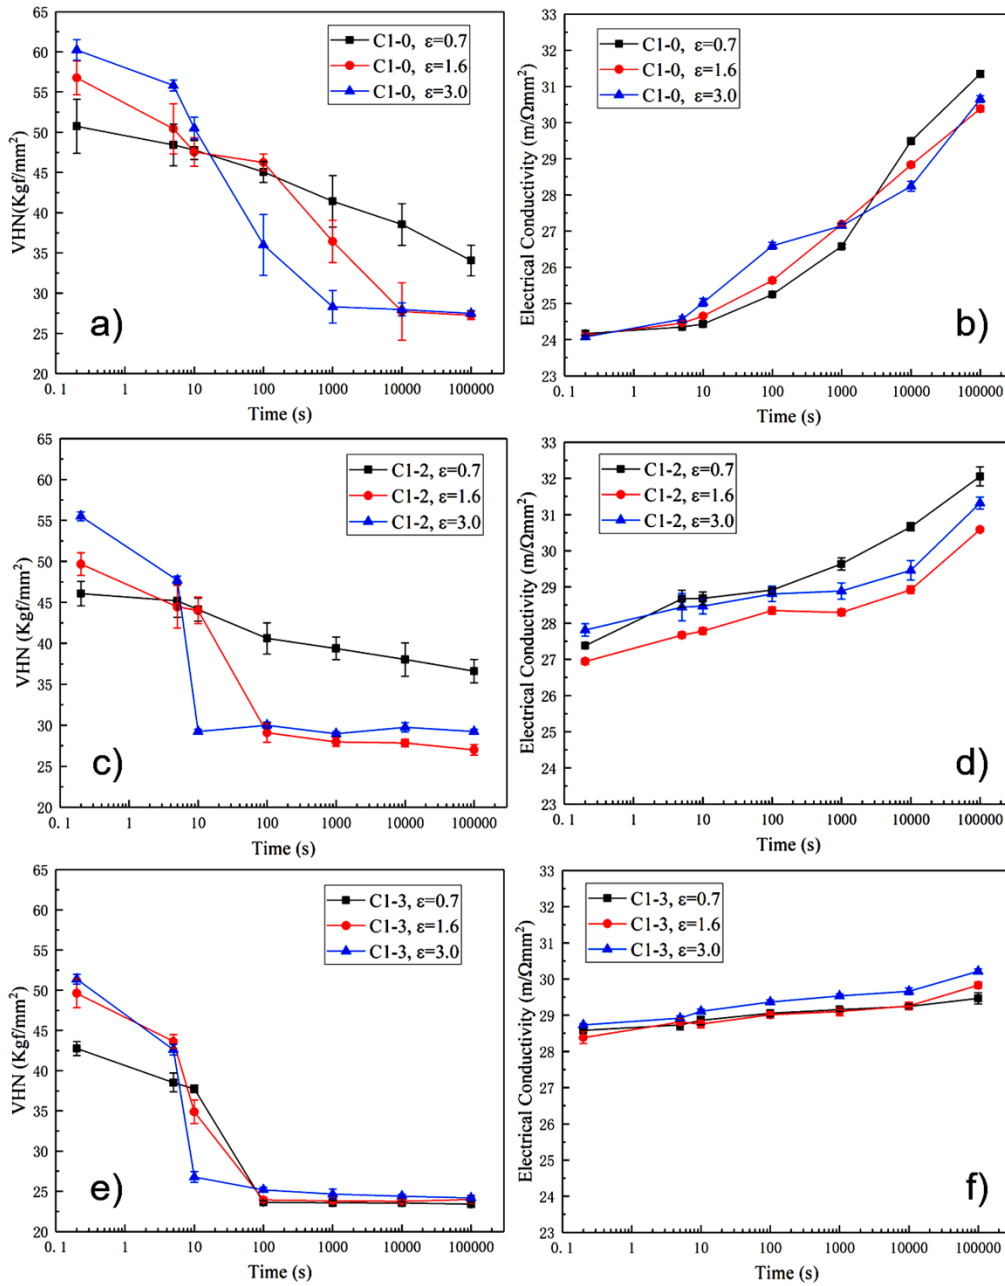 65
60
55
50
45
40
35
30
25
20
VHN(Kgf/mm²)
C1-0, ε=0.7
C1-0, ε=1.6
C1-0, ε=3.0
a)
0. 1 1 10 100 1000 10000 100000
Time (s)
33
32
31
30
29
28
27
26
25
24
23
Electrical Conductivity (m/Ωmm²)
C1-0, ε=0.7
C1-0, ε=1.6
C1-0, ε=3.0
b)
0. 1 1 10 100 1000 10000 100000
Time (s)
65
60
55
50
45
40
35
30
25
20
VHN (Kgf/mm²)
C1-2, ε=0.7
C1-2, ε=1.6
C1-2, ε=3.0
c)
0. 1 1 10 100 1000 10000 100000
Time (s)
33
32
31
30
29
28
27
26
25
24
23
Electrical Conductivity (m/Ωmm²)
C1-2, ε=0.7
C1-2, ε=1.6
C1-2, ε=3.0
d)
0. 1 1 10 100 1000 10000 100000
Time (s)
65
60
55
50
45
40
35
30
25
20
VHN (Kgf/mm²)
C1-3, ε=0.7
C1-3, ε=1.6
C1-3, ε=3.0
e)
0. 1 1 10 100 1000 10000 100000
Time (s)
33
32
31
30
29
28
27
26
25
24
23
Electrical Conductivity (m/Ωmm²)
C1-3, ε=0.7
C1-3, ε=1.6
C1-3, ε=3.0
f)
0. 1 1 10 100 1000 10000 100000
Time (s)